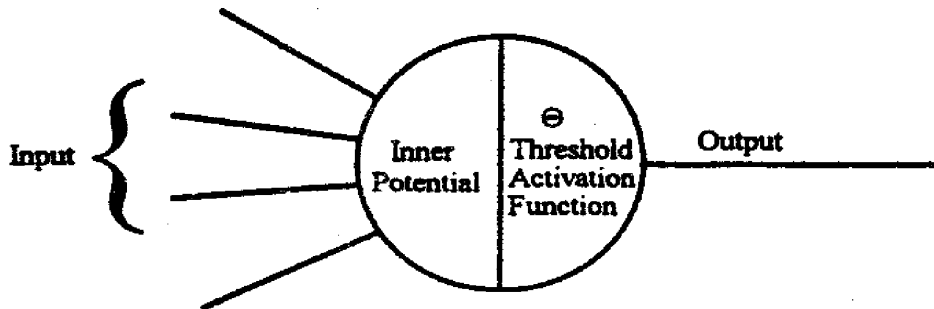 Input
Inner
Potential
Θ
Threshold
Activation
Function
Output